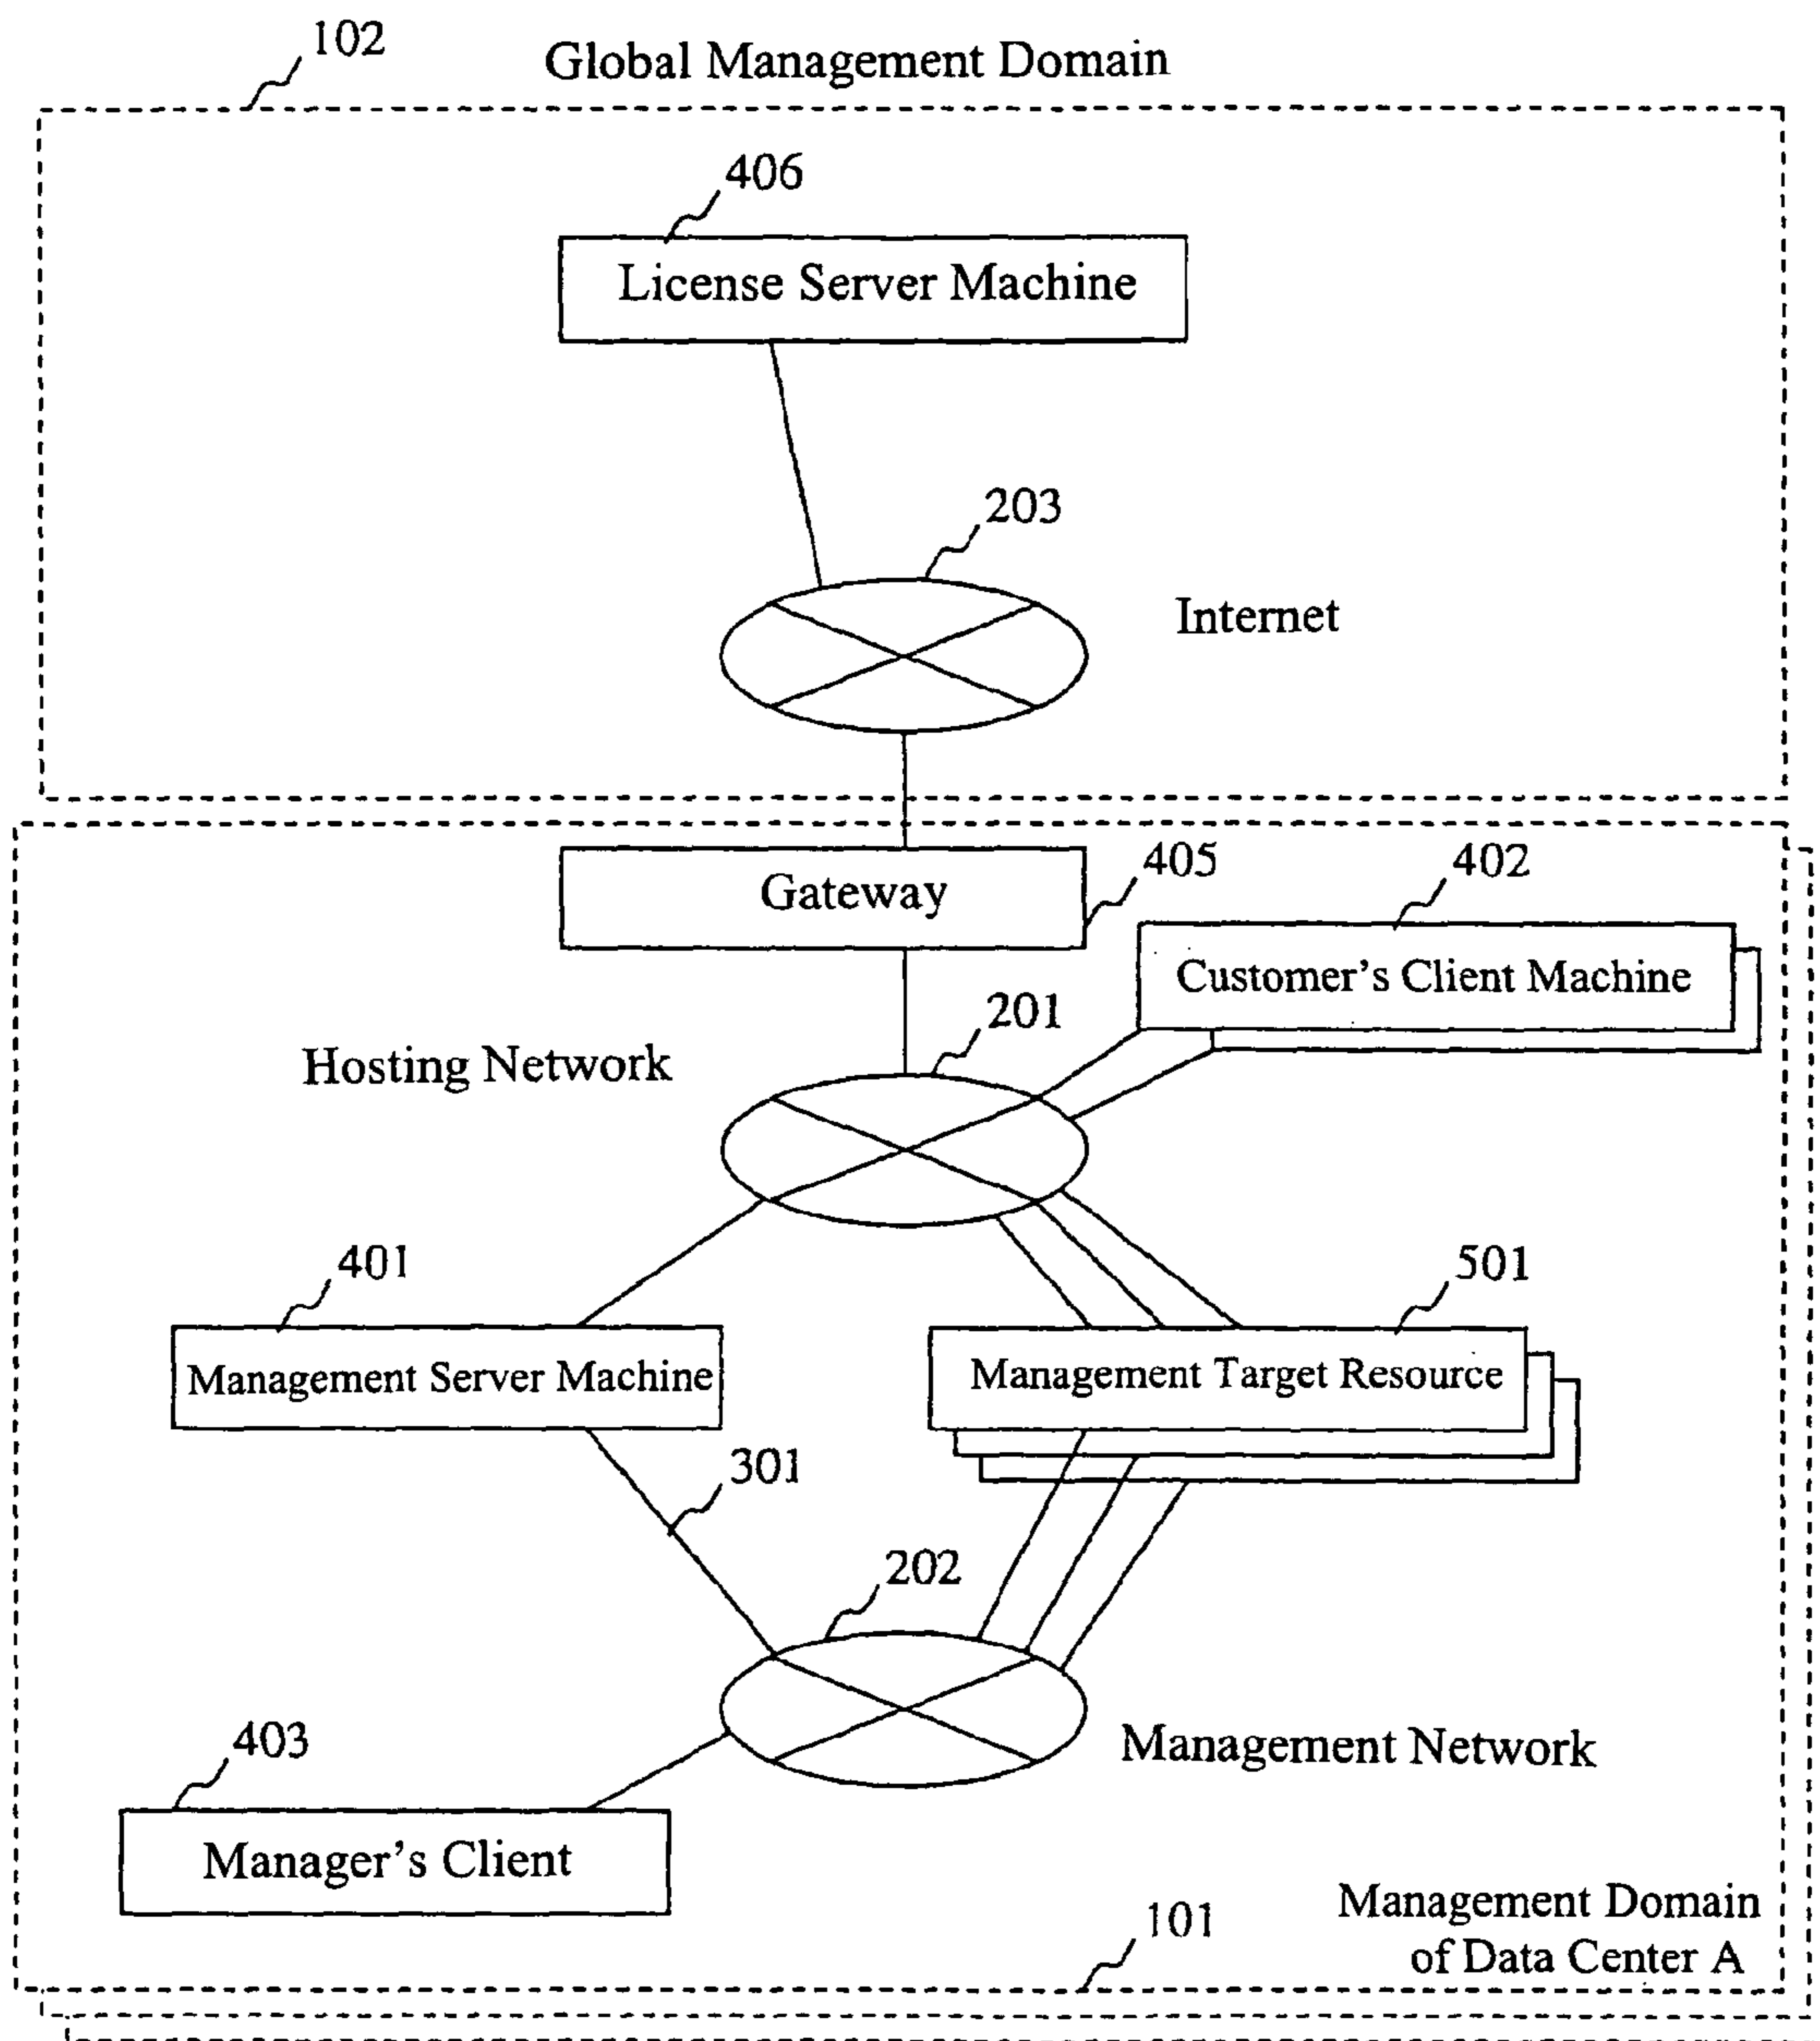 102
Global Management Domain
406
License Server Machine
203
Internet
Gateway
405
402
Customer's Client Machine
201
Hosting Network
401
501
Management Server Machine
Management Target Resource
301
202
403
Management Network
Manager's Client
Management Domain
of Data Center A
101